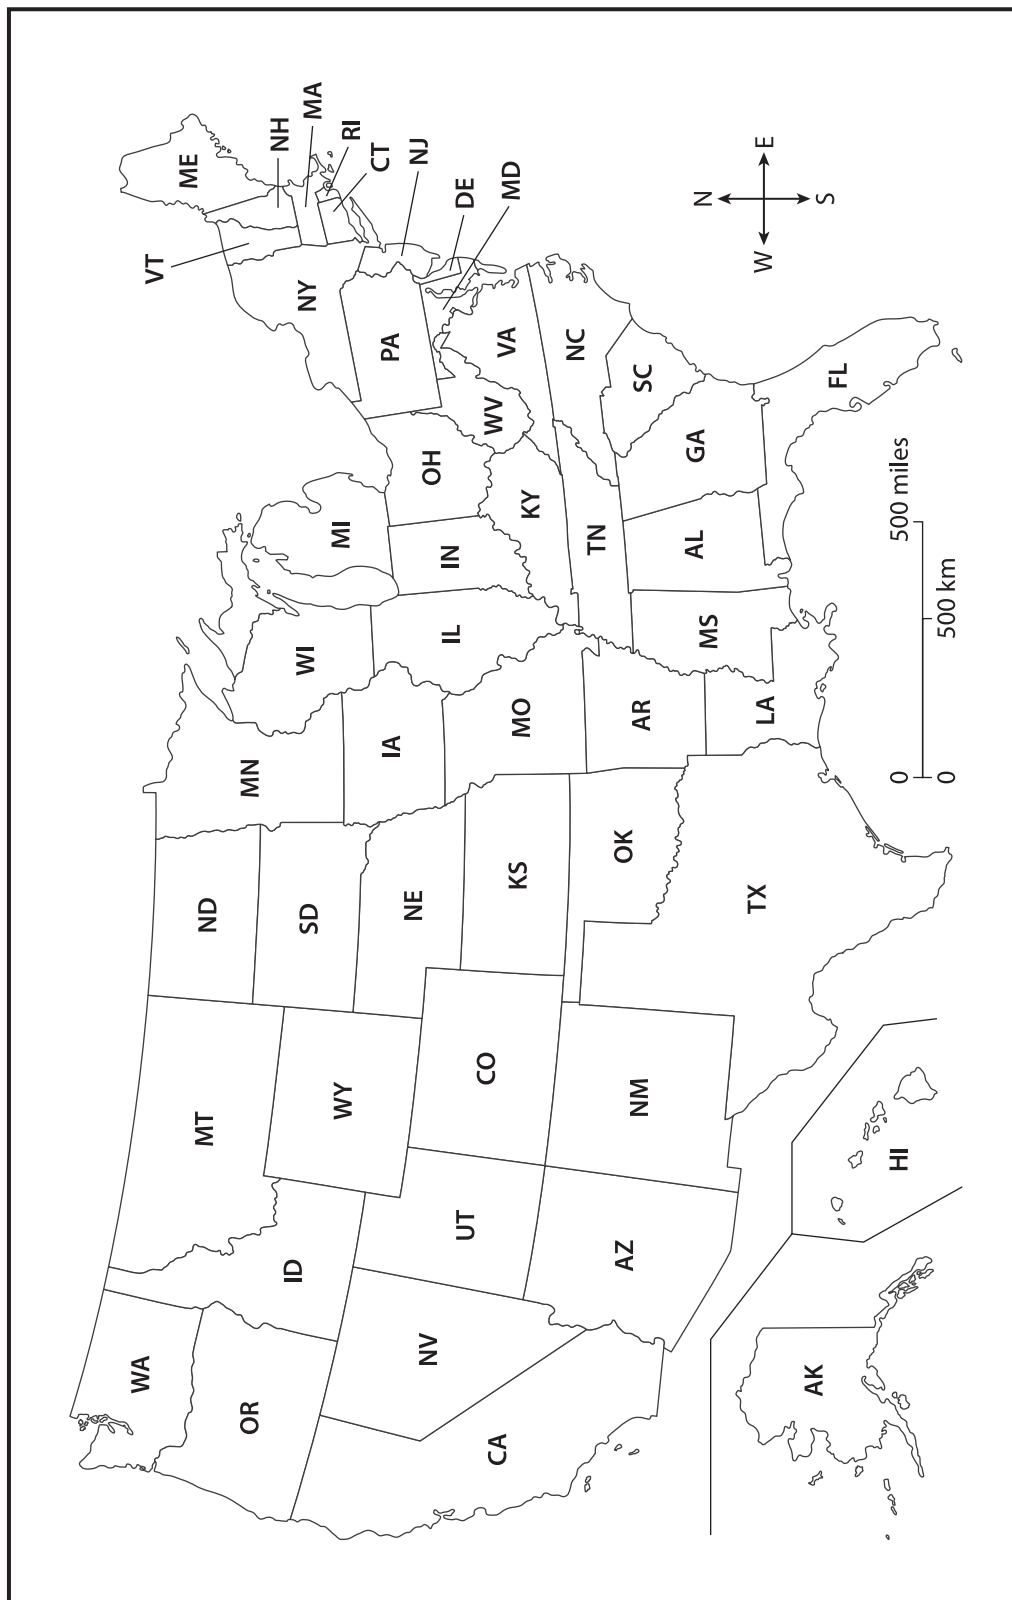 WA
OR
CA
NV
ID
MT
WY
UT
AZ
CO
NM
ND
SD
NE
KS
OK
TX
MN
IA
MO
AR
LA
WI
IL
MS
MI
IN
KY
TN
AL
OH
WV
GA
FL
SC
NC
VA
PA
NY
VT
ME
NH
MA
RI
CT
NJ
DE
MD
AK
HI
N
W
E
S
0
500 miles
0
500 km